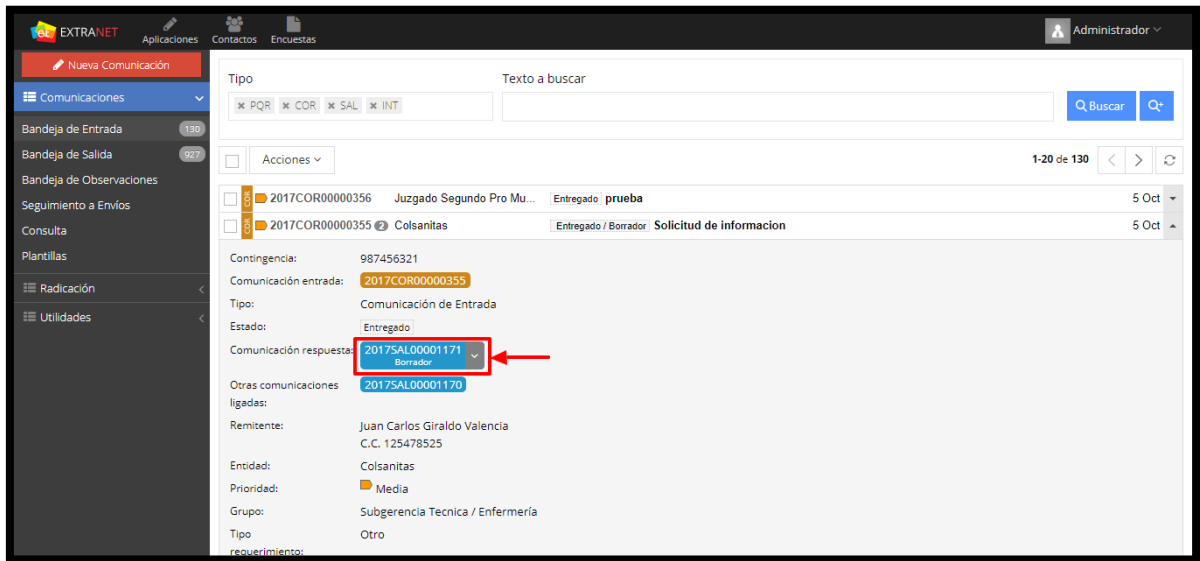 EXTRANET
Aplicaciones Contactos Encuestas
Administrador
Nueva Comunicación
Comunicaciones
Bandeja de Entrada 130
Bandeja de Salida 927
Bandeja de Observaciones
Seguimiento a Envíos
Consulta
Plantillas
Radicación
Utilidades
Tipo Texto a buscar
PQR COR SAL INT
Buscar
Acciones 1-20 de 130
COR 2017COR00000356 Juzgado Segundo Pro Mu... Entregado prueba 5 Oct
COR 2017COR00000355 2 Colsanitas Entregado / Borrador Solicitud de informacion 5 Oct
Contingencia: 987456321
Comunicación entrada: 2017COR00000355
Tipo: Comunicación de Entrada
Estado: Entregado
Comunicación respuesta: 2017SAL00001171
Borrador
Otras comunicaciones 2017SAL00001170
ligadas:
Remitente: Juan Carlos Giraldo Valencia
C.C. 125478525
Entidad: Colsanitas
Prioridad: Media
Grupo: Subgerencia Tecnica / Enfermería
Tipo Otro
requerimiento: